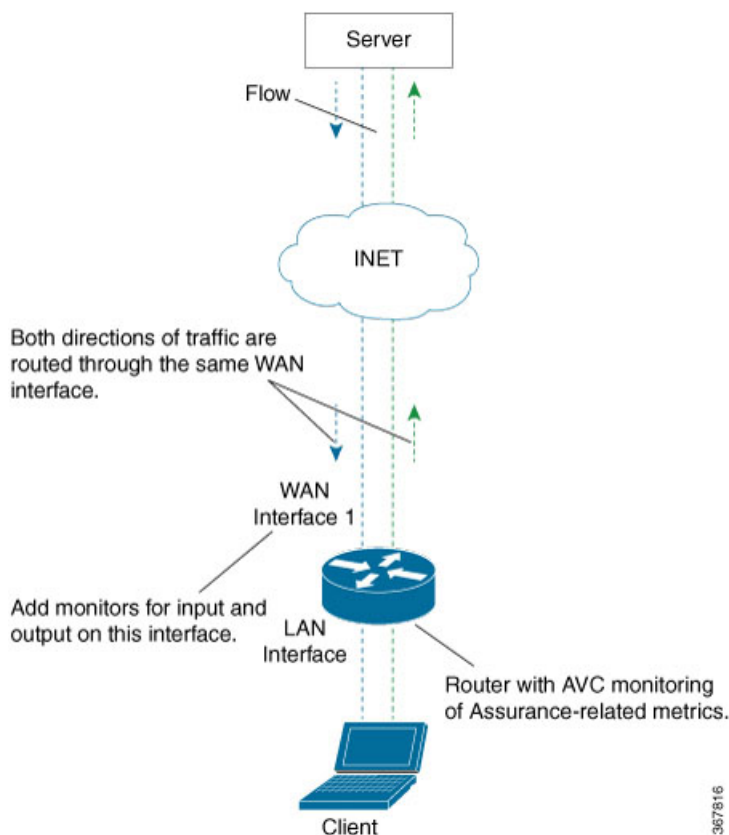 Server
Flow
INET
Both directions of traffic are
routed through the same WAN
interface.
WAN
Interface 1
Add monitors for input and
output on this interface.
LAN
Interface
Router with AVC monitoring
of Assurance-related metrics.
Client
367816